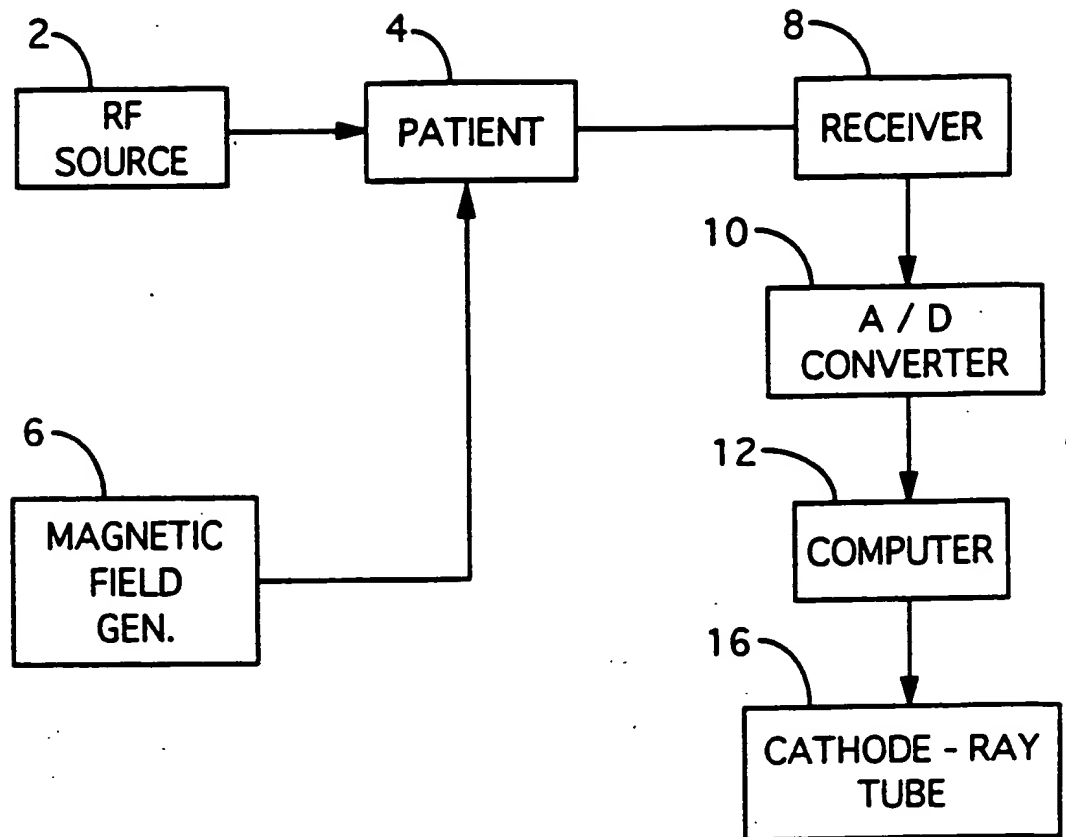 2
RF
SOURCE
4
PATIENT
8
RECEIVER
10
A / D
CONVERTER
6
MAGNETIC
FIELD
GEN.
12
COMPUTER
16
CATHODE - RAY
TUBE